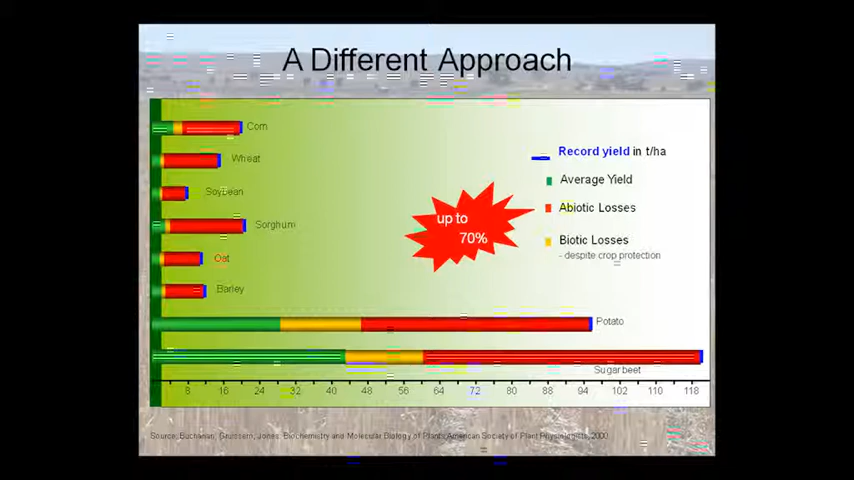 A Different Approach
Corn
Wheat
Soybean
Sorghum
Oat
Barley
Potato
Sugar beet
Record yield in t/ha
Average Yield
Abiotic Losses
Biotic Losses
- despite crop protection
up to
70%
8 16 24 32 40 48 64 72 80 88 94 102 110 118
Source; Buchanan, Gruissem, Jones: Biochemistry and Molecular Biology of Plants; American Society of Plant Physiologists, 2000